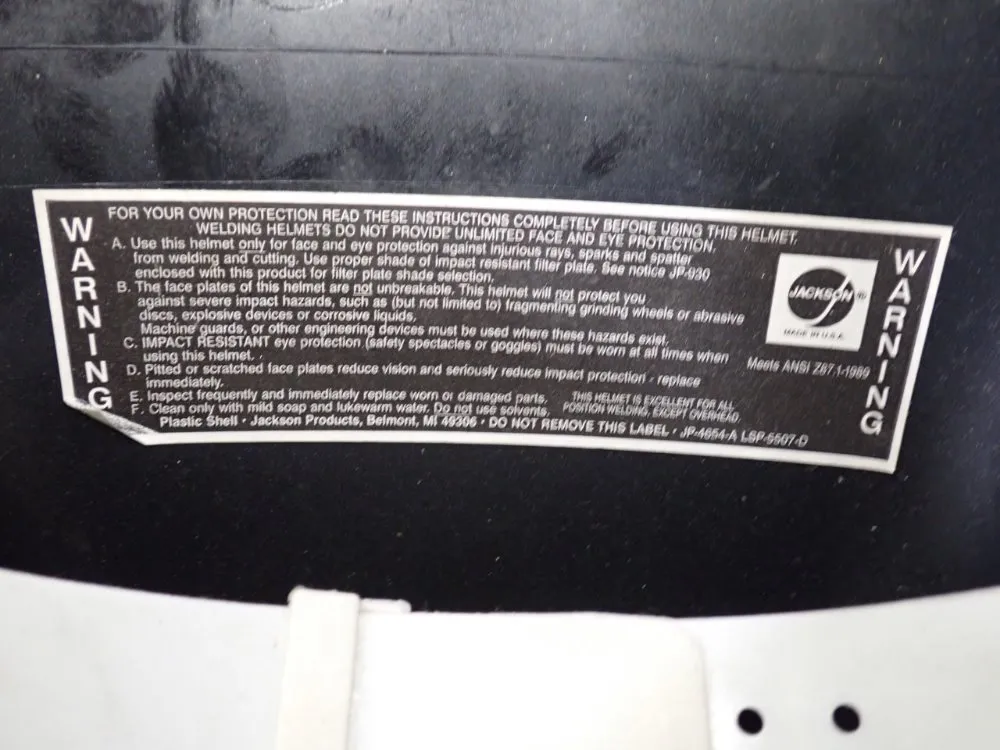 WARNING
FOR YOUR OWN PROTECTION READ THESE INSTRUCTIONS COMPLETELY BEFORE USING THIS HELMET.
WELDING HELMETS DO NOT PROVIDE UNLIMITED FACE AND EYE PROTECTION.
A. Use this helmet only for face and eye protection against injurious rays, sparks and spatter
from welding and cutting. Use proper shade of impact resistant filter plate. See notice JP-930
enclosed with this product for filter plate shade selection.
B. The face plates of this helmet are not unbreakable. This helmet will not protect you
against severe impact hazards, such as (but not limited to) fragmenting grinding wheels or abrasive
discs, explosive devices or corrosive liquids.
Machine guards, or other engineering devices must be used where these hazards exist.
C. IMPACT RESISTANT eye protection (safety spectacles or goggles) must be worn at all times when
using this helmet.
D. Pitted or scratched face plates reduce vision and seriously reduce impact protection - replace
immediately.
E. Inspect frequently and immediately replace worn or damaged parts.
F. Clean only with mild soap and lukewarm water. Do not use solvents.
THIS HELMET IS EXCELLENT FOR ALL
POSITION WELDING, EXCEPT OVERHEAD.
Plastic Shell • Jackson Products, Belmont, MI 49306 • DO NOT REMOVE THIS LABEL • JP-4654-A LSP-5507-D
JACKSON ®
MADE IN U.S.A.
Meets ANSI Z87.1-1989
WARNING